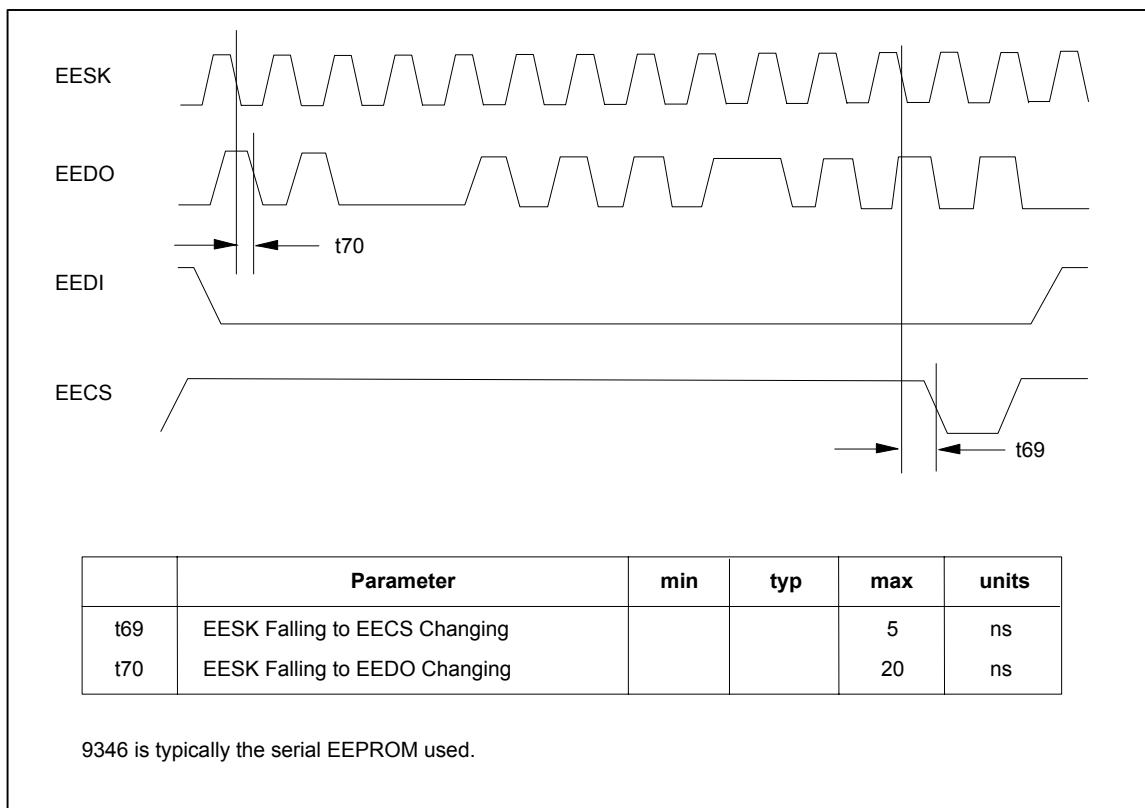 EESK
EEDO
t70
EEDI
EECS
t69
Parameter min typ max units
t69 EESK Falling to EECS Changing 5 ns
t70 EESK Falling to EEDO Changing 20 ns
9346 is typically the serial EEPROM used.